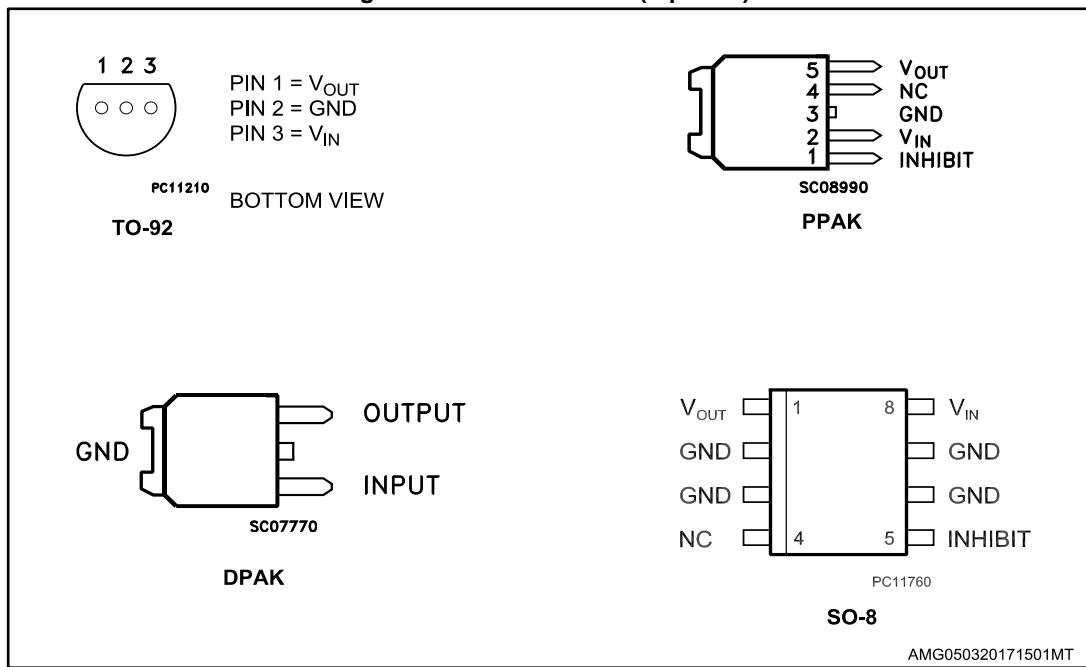 1 2 3
PIN 1 = VOUT
PIN 2 = GND
PIN 3 = VIN
PC11210
BOTTOM VIEW
TO-92
5 VOUT
4 NC
3 GND
2 VIN
1 INHIBIT
SC08990
PPAK
OUTPUT
GND
INPUT
SC07770
DPAK
VOUT 1 8 VIN
GND GND
GND GND
NC 4 5 INHIBIT
PC11760
SO-8
AMG050320171501MT